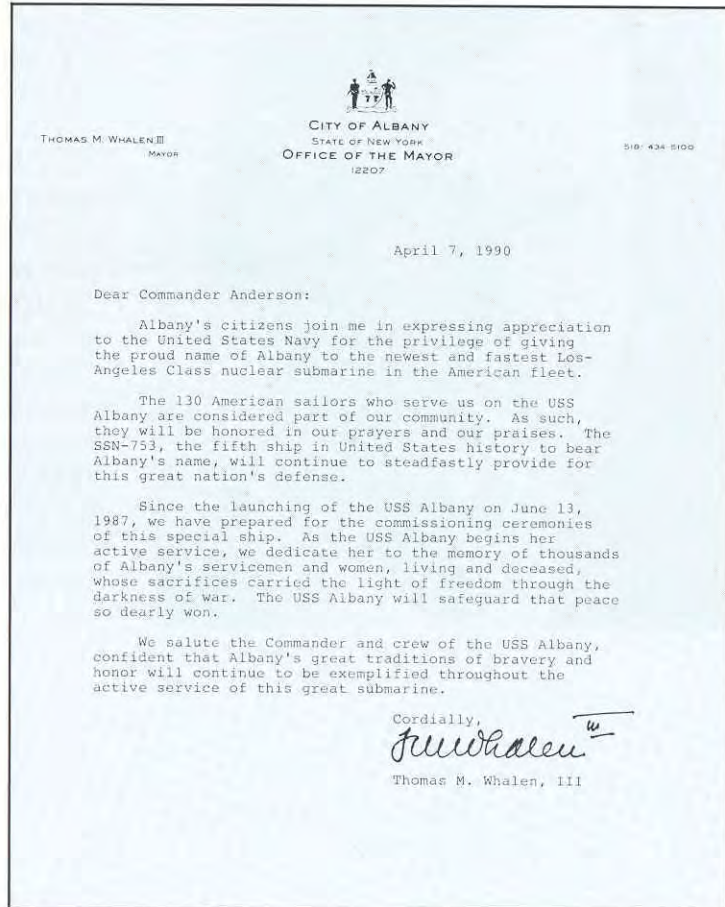 CITY OF ALBANY
STATE OF NEW YORK
OFFICE OF THE MAYOR
12207
THOMAS M. WHALEN III
MAYOR
518/ 434-5100
April 7, 1990
Dear Commander Anderson:
Albany's citizens join me in expressing appreciation
to the United States Navy for the privilege of giving
the proud name of Albany to the newest and fastest Los-
Angeles Class nuclear submarine in the American fleet.
The 130 American sailors who serve us on the USS
Albany are considered part of our community. As such,
they will be honored in our prayers and our praises. The
SSN-753, the fifth ship in United States history to bear
Albany's name, will continue to steadfastly provide for
this great nation's defense.
Since the launching of the USS Albany on June 13,
1987, we have prepared for the commissioning ceremonies
of this special ship. As the USS Albany begins her
active service, we dedicate her to the memory of thousands
of Albany's servicemen and women, living and deceased,
whose sacrifices carried the light of freedom through the
darkness of war. The USS Albany will safeguard that peace
so dearly won.
We salute the Commander and crew of the USS Albany,
confident that Albany's great traditions of bravery and
honor will continue to be exemplified throughout the
active service of this great submarine.
Cordially,
TMWhalen III
Thomas M. Whalen, III